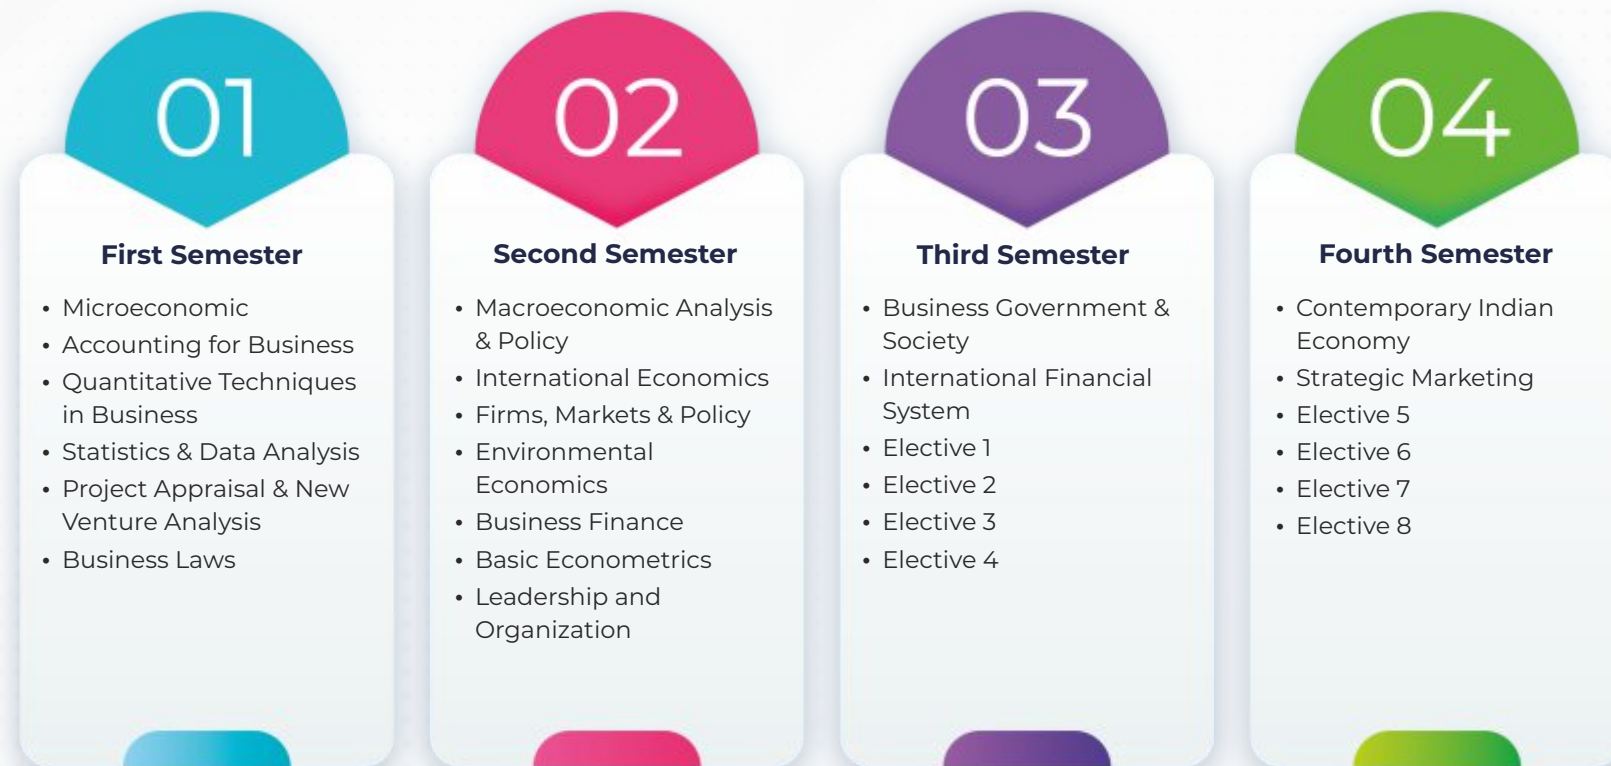 01
First Semester
• Microeconomic
• Accounting for Business
• Quantitative Techniques
in Business
• Statistics & Data Analysis
• Project Appraisal & New
Venture Analysis
• Business Laws
02
Second Semester
• Macroeconomic Analysis
& Policy
• International Economics
• Firms, Markets & Policy
• Environmental
Economics
• Business Finance
• Basic Econometrics
• Leadership and
Organization
03
Third Semester
• Business Government &
Society
• International Financial
System
• Elective 1
• Elective 2
• Elective 3
• Elective 4
04
Fourth Semester
• Contemporary Indian
Economy
• Strategic Marketing
• Elective 5
• Elective 6
• Elective 7
• Elective 8